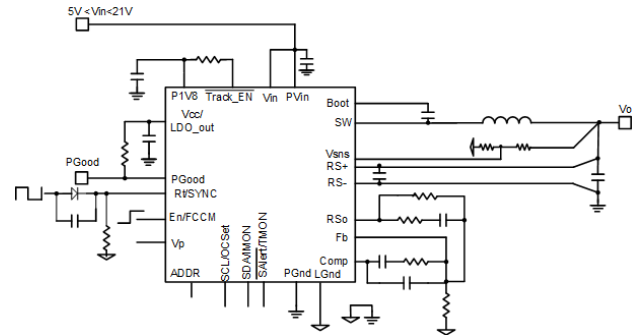 5V <Vin<21V
P1V8
Track_EN
Vin
PVin
Boot
Vcc/
LDO_out
SW
Vo
Vsns
PGood
RS+
PGood
RS-
Rt/SYNC
En/FCCM
RSo
Fb
Vp
Comp
ADDR
SCL/OCSet
SDA/IMON
SAlert/TMON
PGnd
LGnd